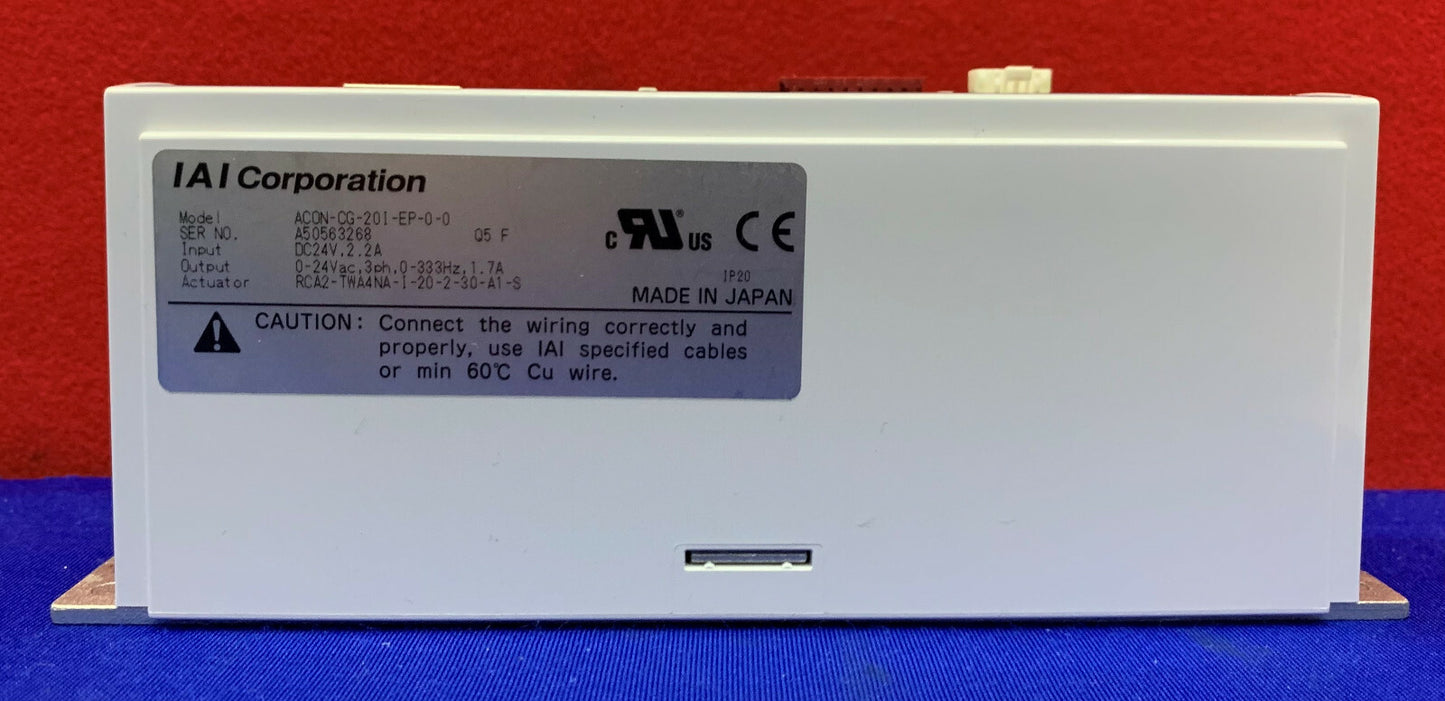 IAI Corporation
Model ACON-CG-20I-EP-0-0
SER NO. A50563268 Q5 F
Input DC24V,2.2A
Output 0-24Vac,3ph,0-333Hz,1.7A
Actuator RCA2-TWA4NA-I-20-2-30-A1-S
C RU ® US CE
IP20
MADE IN JAPAN
CAUTION: Connect the wiring correctly and
properly, use IAI specified cables
or min 60℃ Cu wire.